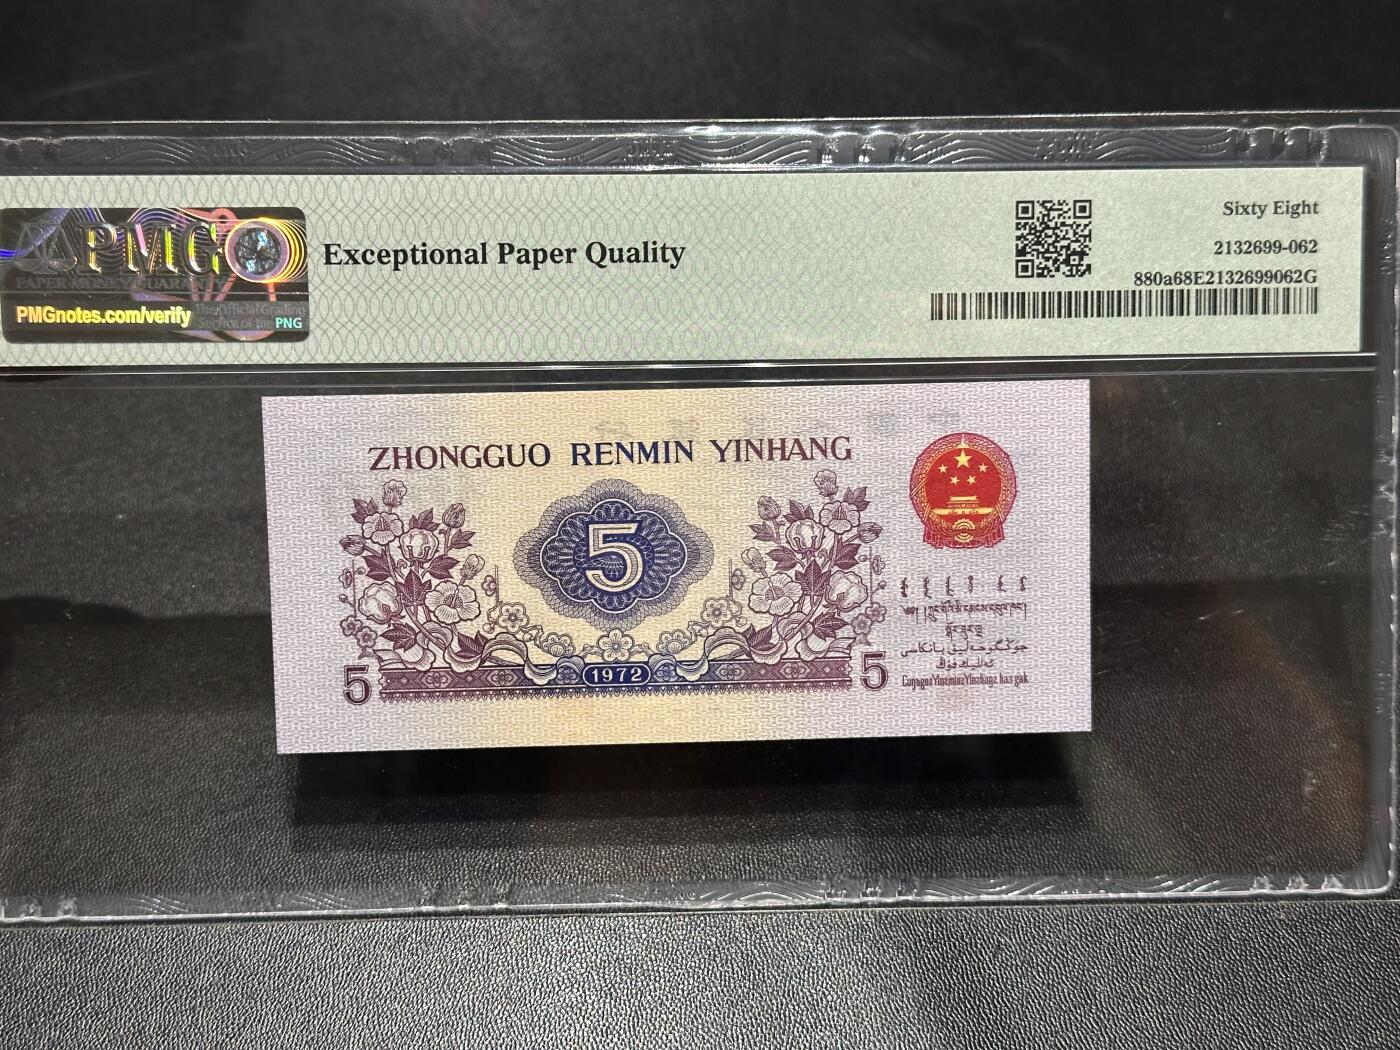 PMG
PAPER MONEY GUARANTY
PMGnotes.com/verify
The Official Grading
Service of the PNG
Exceptional Paper Quality
Sixty Eight
2132699-062
880a68E2132699062G
ZHONGGUO RENMIN YINHANG
5
1972
5
5